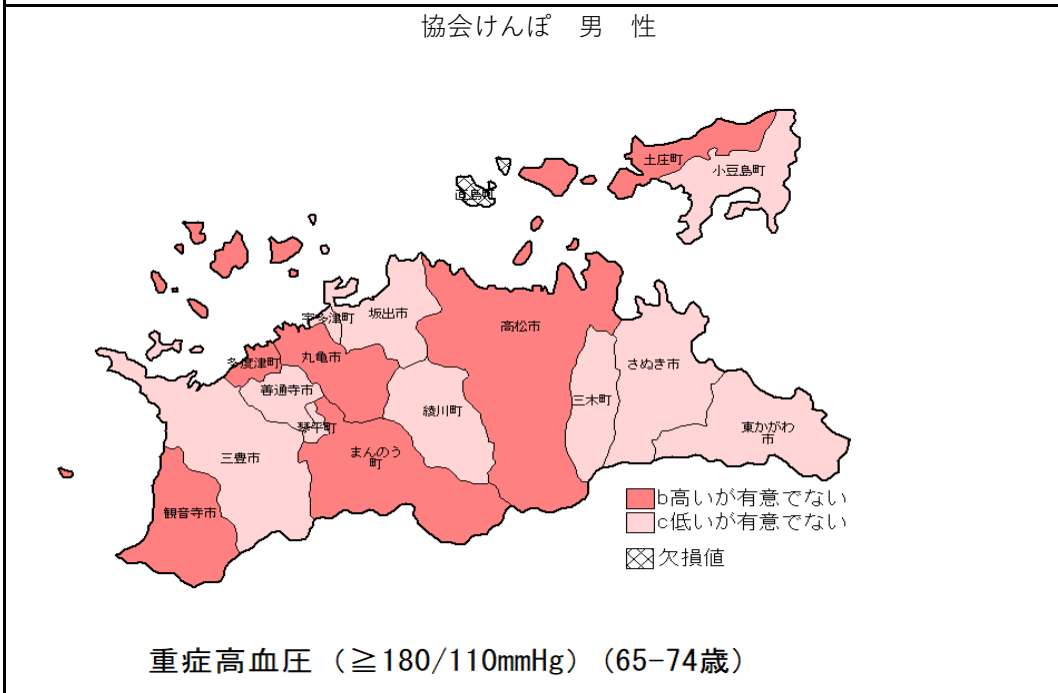 協会けんぽ 男 性
土庄町
小豆島町
直島町
宇多津町
坂出市
高松市
多度津町
丸亀市
さぬき市
善通寺市
三木町
綾川町
琴平町
東かがわ
市
まんのう
町
三豊市
観音寺市
b高いが有意でない
c低いが有意でない
欠損値
重症高血圧（≧180/110mmHg）（65-74歳）